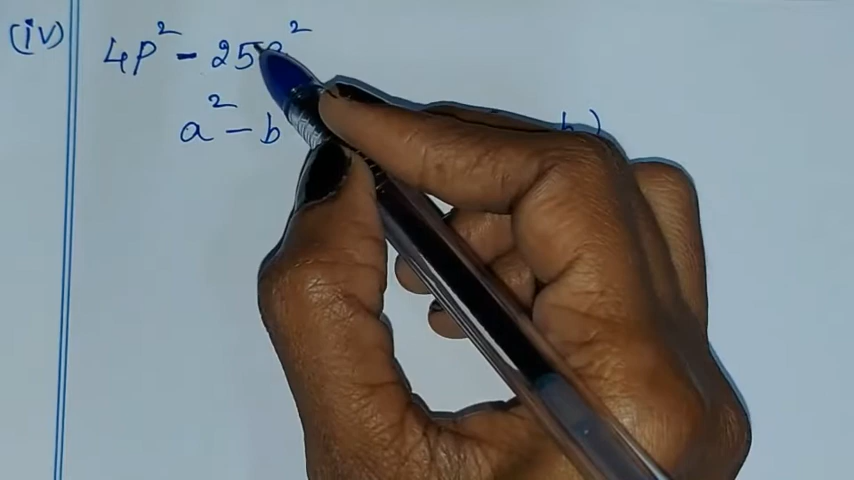 (iv) 4p² - 25
a² - b
b)